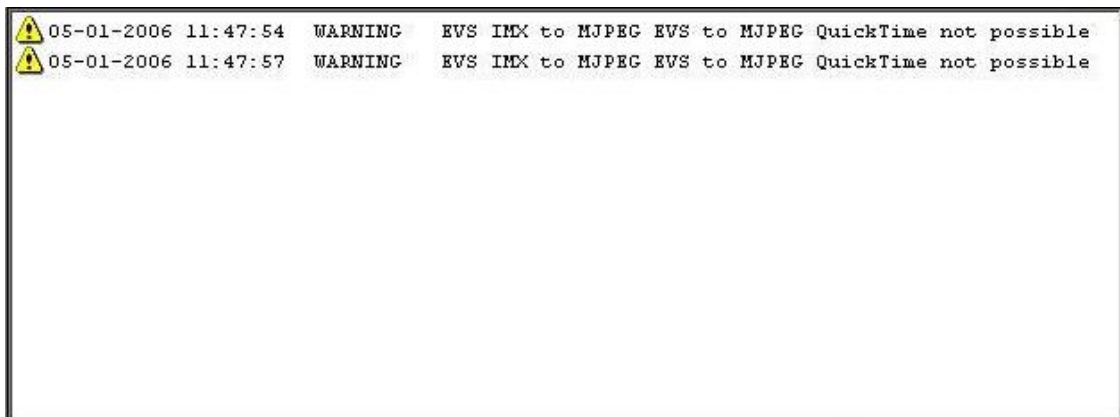 05-01-2006 11:47:54 WARNING EVS IMX to MJPEG EVS to MJPEG QuickTime not possible
05-01-2006 11:47:57 WARNING EVS IMX to MJPEG EVS to MJPEG QuickTime not possible